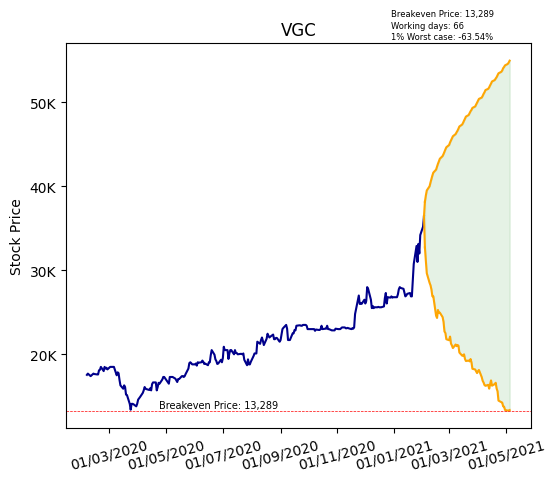 Breakeven Price: 13,289
Working days: 66
1% Worst case: -63.54%
VGC
Stock Price
50K
40K
30K
20K
Breakeven Price: 13,289
01/03/2020
01/05/2020
01/07/2020
01/09/2020
01/11/2020
01/01/2021
01/03/2021
01/05/2021